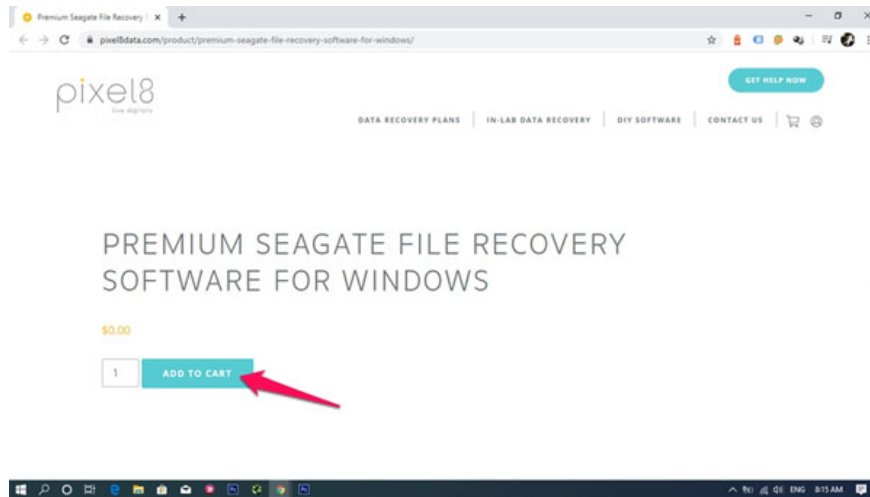 Premium Seagate File Recovery S
pixel8data.com/product/premium-seagate-file-recovery-software-for-windows/
GET HELP NOW
pixel8
live digitally
DATA RECOVERY PLANS
IN-LAB DATA RECOVERY
DIY SOFTWARE
CONTACT US
PREMIUM SEAGATE FILE RECOVERY
SOFTWARE FOR WINDOWS
$0.00
1 ADD TO CART
ENG 8:15 AM